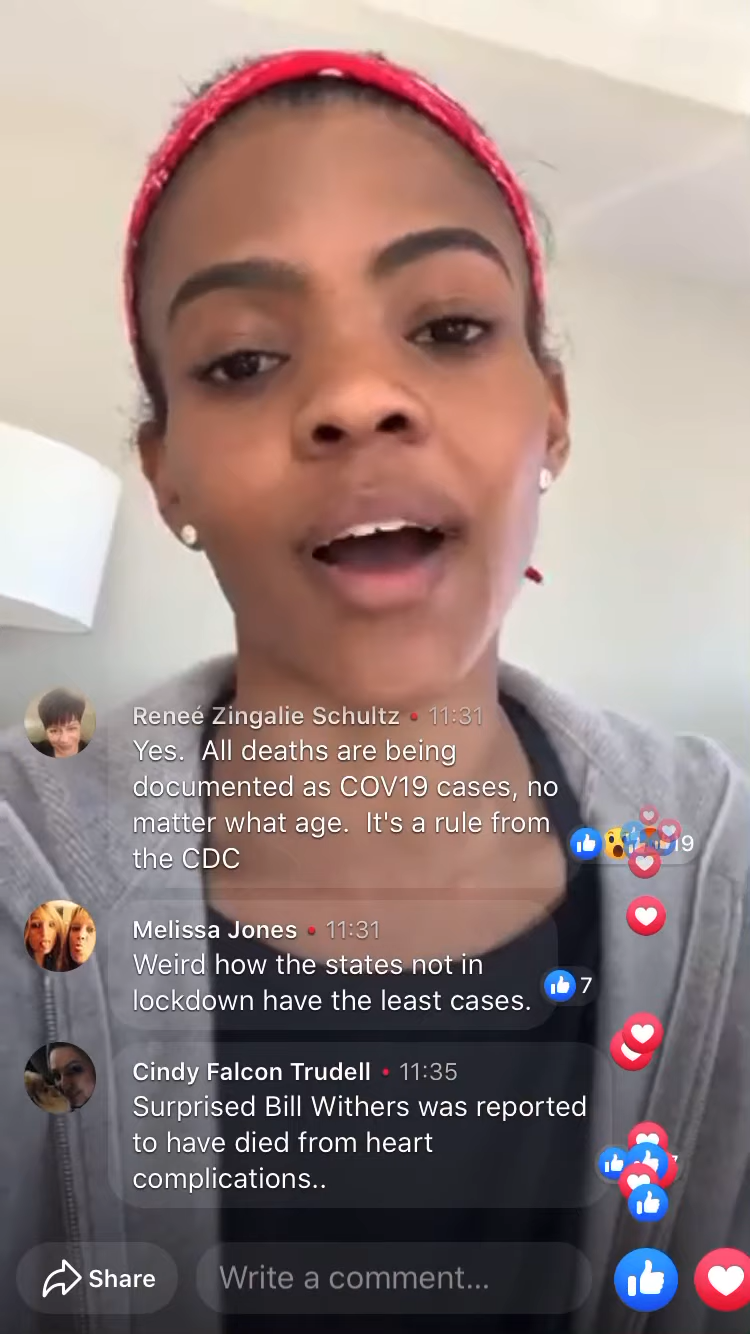 Reneé Zingalie Schultz • 11:31
Yes.  All deaths are being
documented as COV19 cases, no
matter what age.  It's a rule from
the CDC
19
Melissa Jones • 11:31
Weird how the states not in
lockdown have the least cases.
7
Cindy Falcon Trudell • 11:35
Surprised Bill Withers was reported
to have died from heart
complications..
Share
Write a comment...